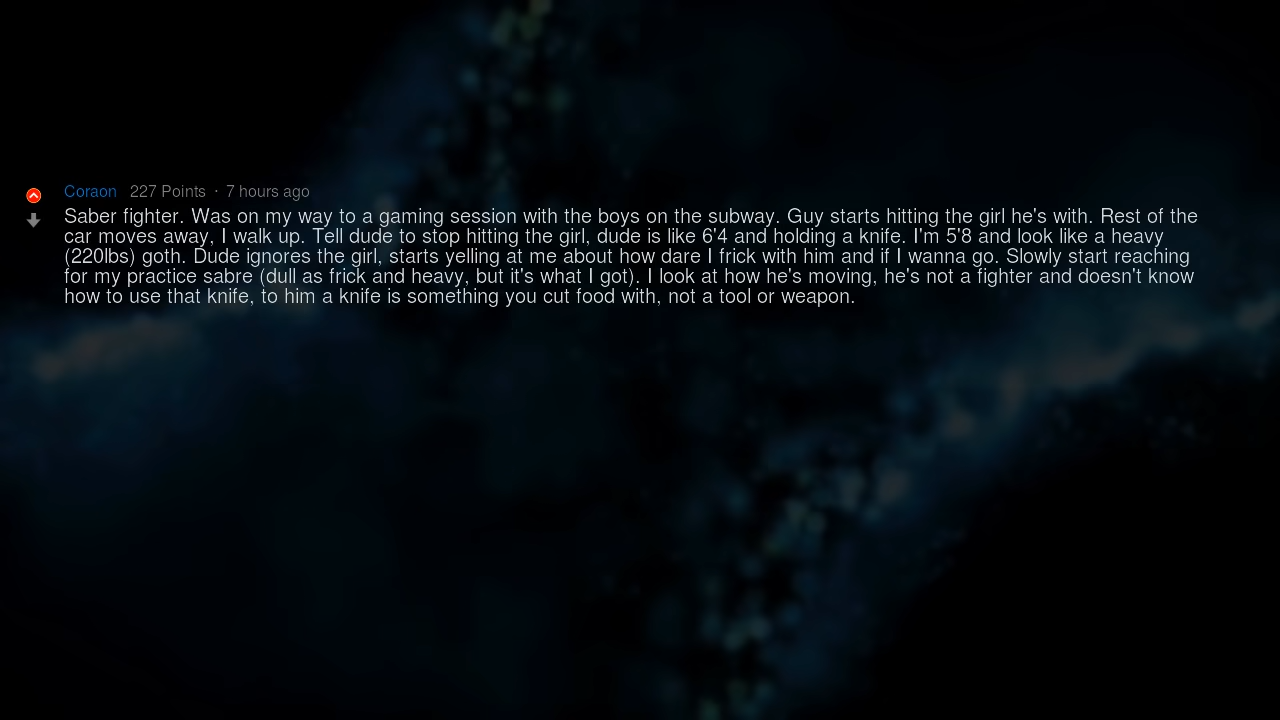 Coraon 227 Points · 7 hours ago
Saber fighter. Was on my way to a gaming session with the boys on the subway. Guy starts hitting the girl he's with. Rest of the
car moves away, I walk up. Tell dude to stop hitting the girl, dude is like 6'4 and holding a knife. I'm 5'8 and look like a heavy
(220lbs) goth. Dude ignores the girl, starts yelling at me about how dare I frick with him and if I wanna go. Slowly start reaching
for my practice sabre (dull as frick and heavy, but it's what I got). I look at how he's moving, he's not a fighter and doesn't know
how to use that knife, to him a knife is something you cut food with, not a tool or weapon.